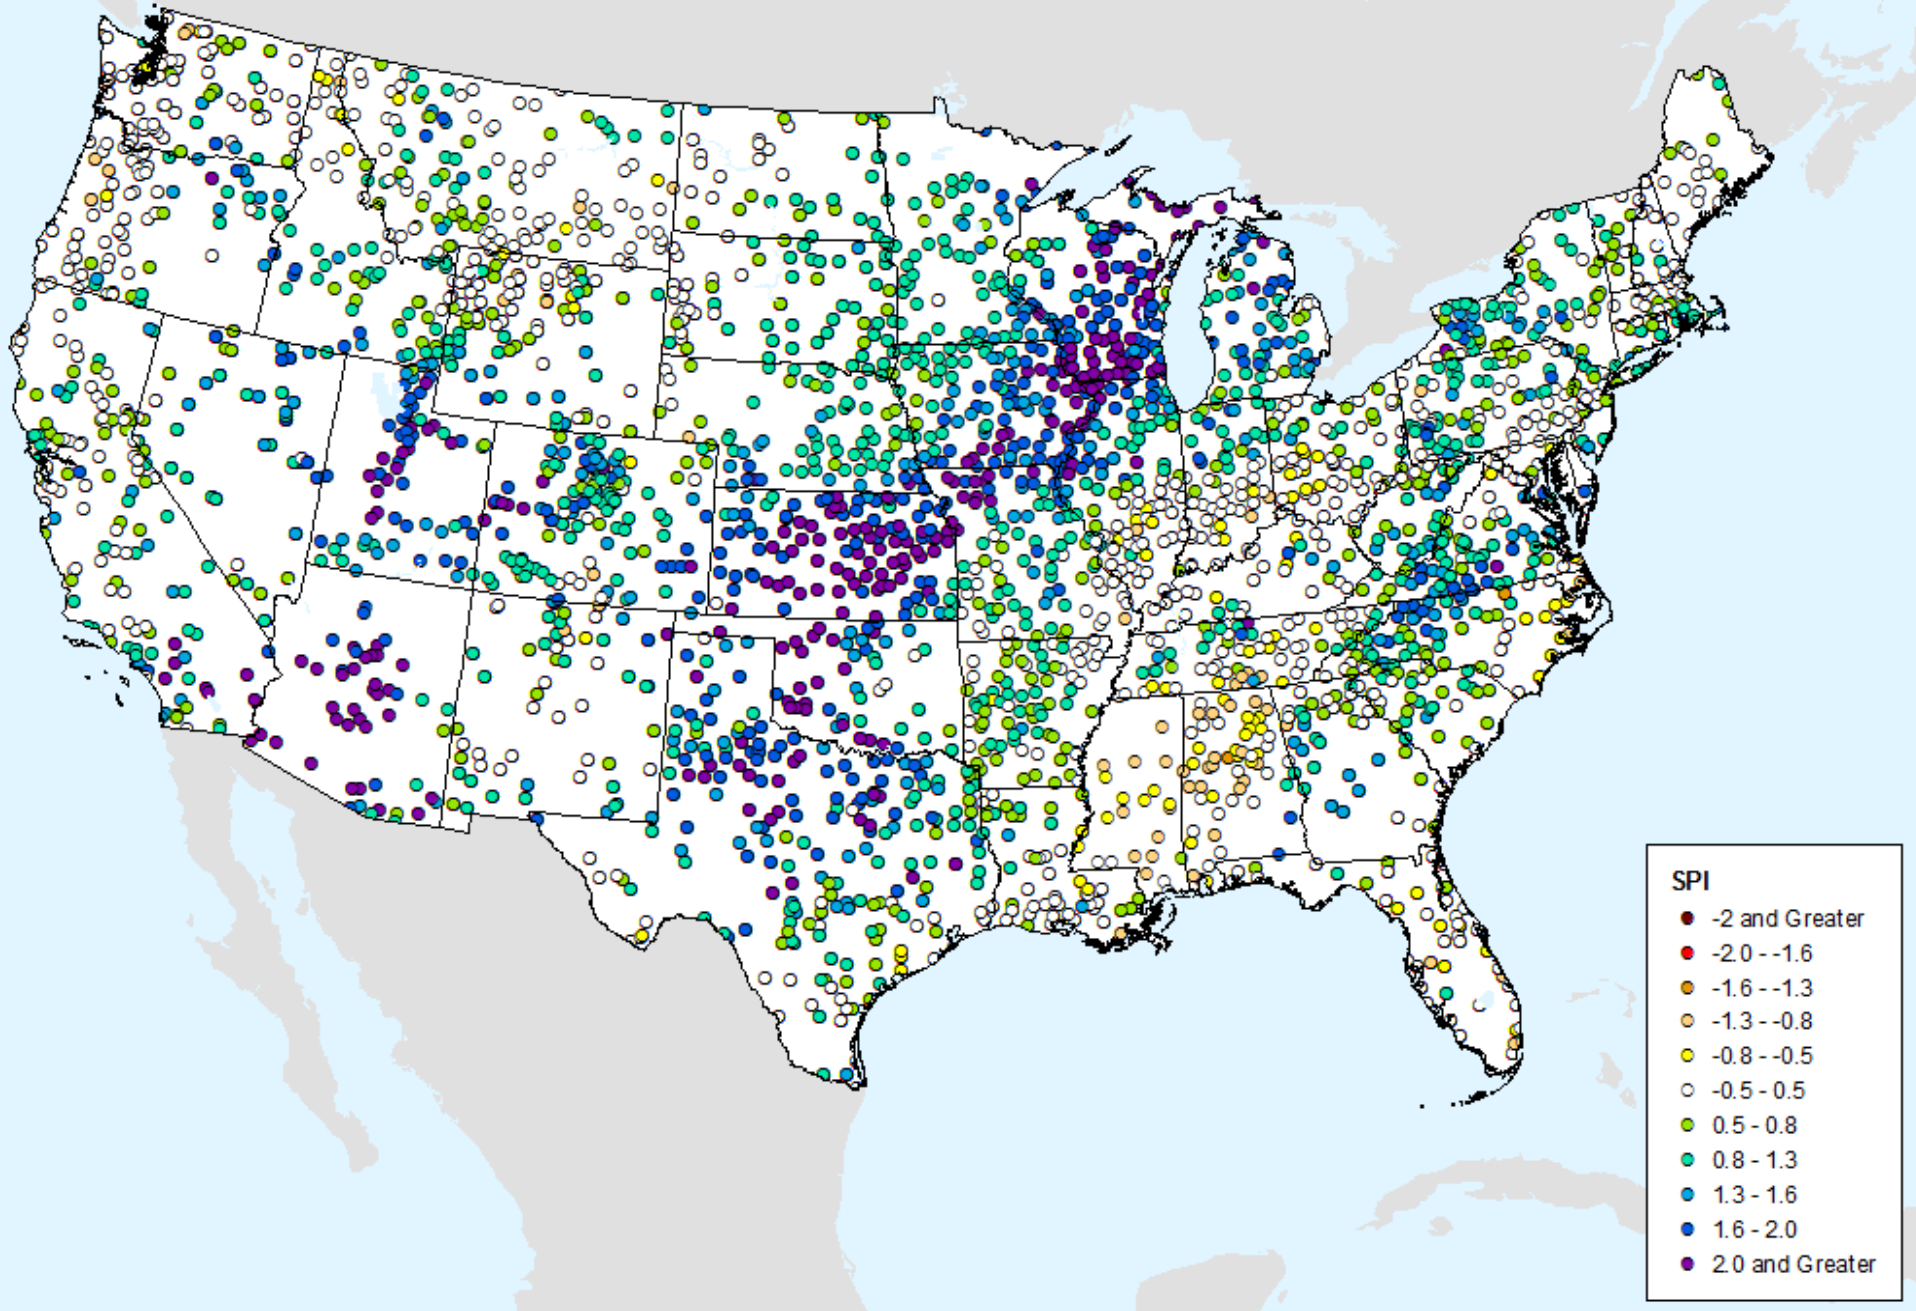 SPI
-2 and Greater
-2.0 - -1.6
-1.6 - -1.3
-1.3 - -0.8
-0.8 - -0.5
-0.5 - 0.5
0.5 - 0.8
0.8 - 1.3
1.3 - 1.6
1.6 - 2.0
2.0 and Greater